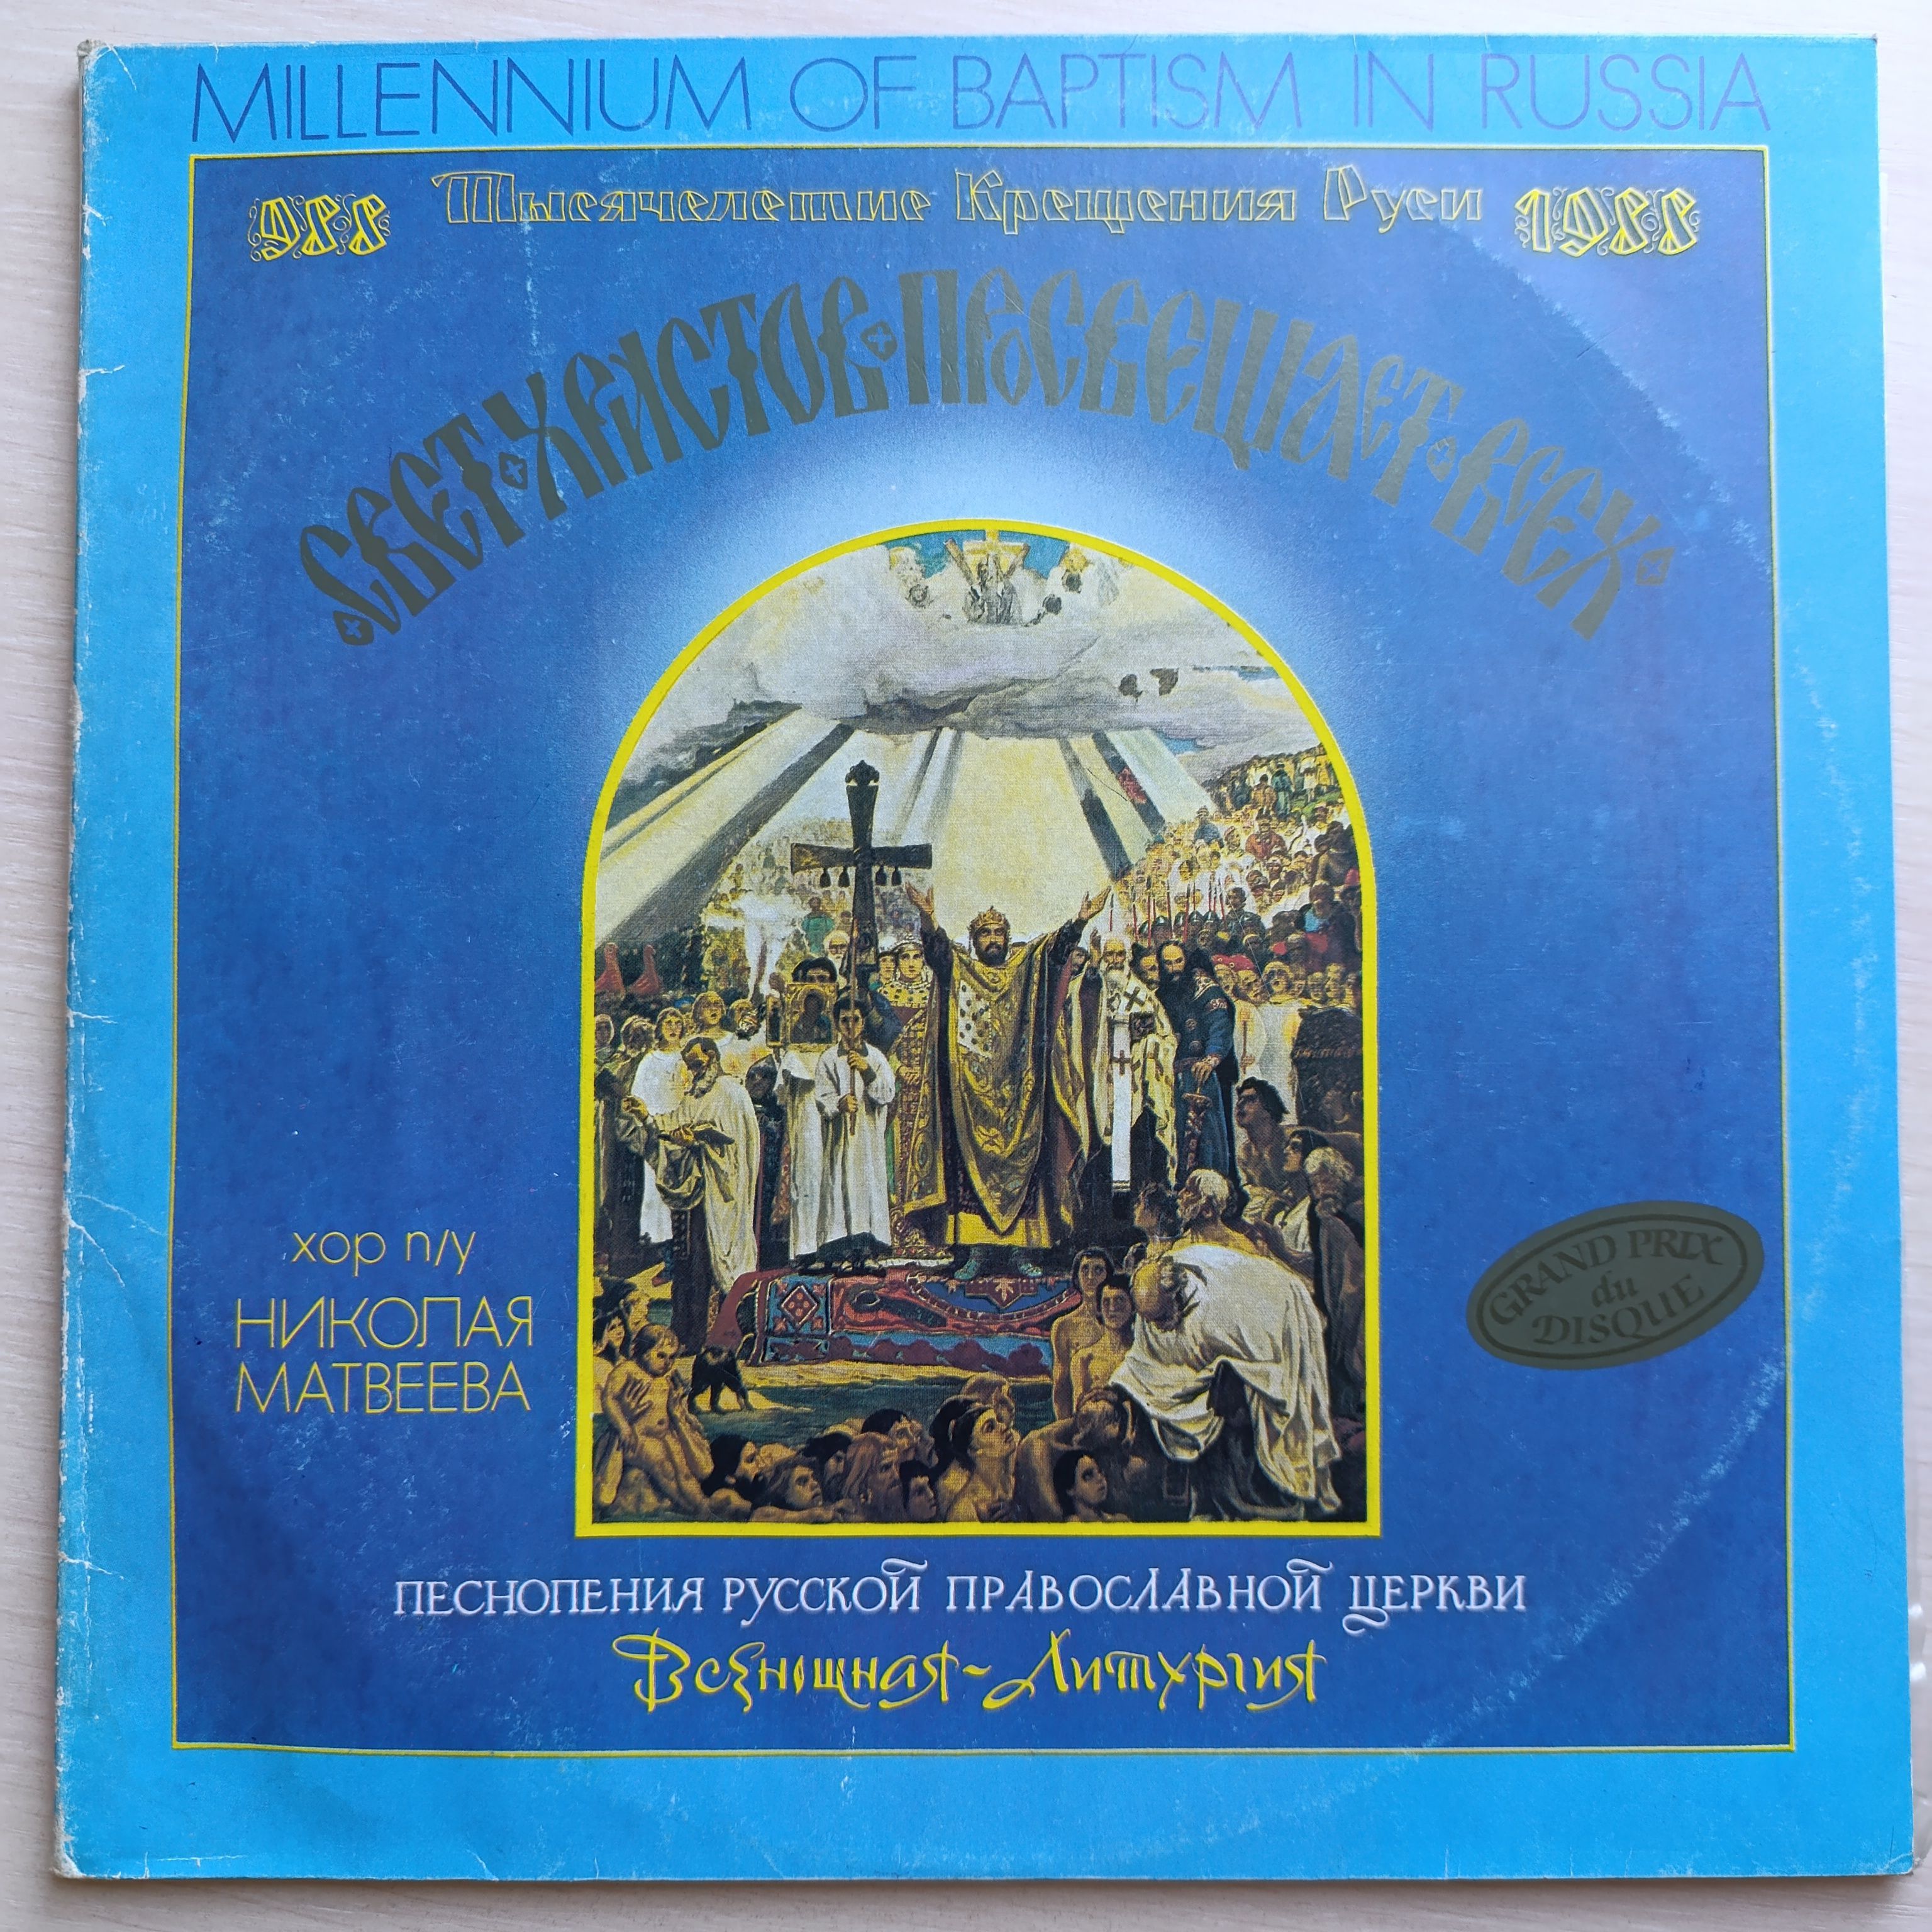 MILLENNIUM OF BAPTISM IN RUSSIA
988 Тысячелетие Крещения Руси 1988
СВЕТ·ХРИСТОВ·ПРОСВЕЩАЕТ·ВСЕХ·
хор п/у
НИКОЛАЯ
МАТВЕЕВА
GRAND PRIX
du
DISQUE
ПЕСНОПЕНИЯ РУССКОЙ ПРАВОСЛАВНОЙ ЦЕРКВИ
Всенощная-Литургия